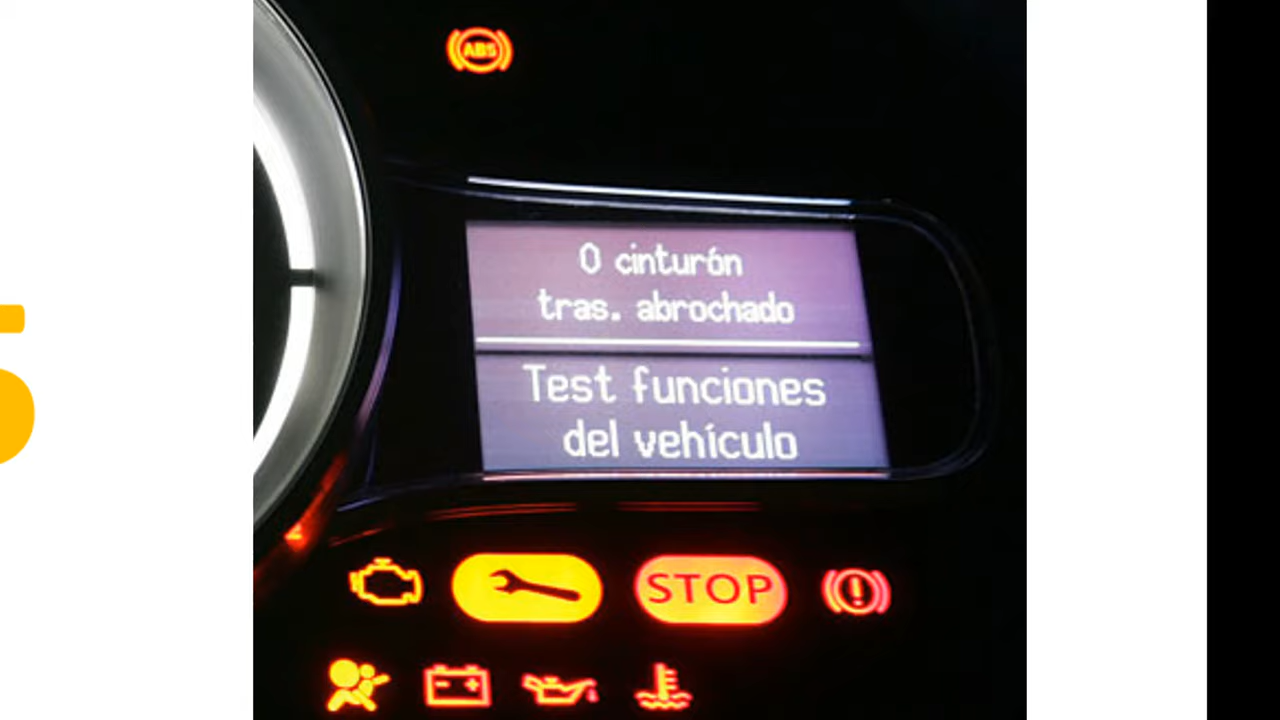 ABS
0 cinturón
tras. abrochado
Test funciones
del vehículo
STOP